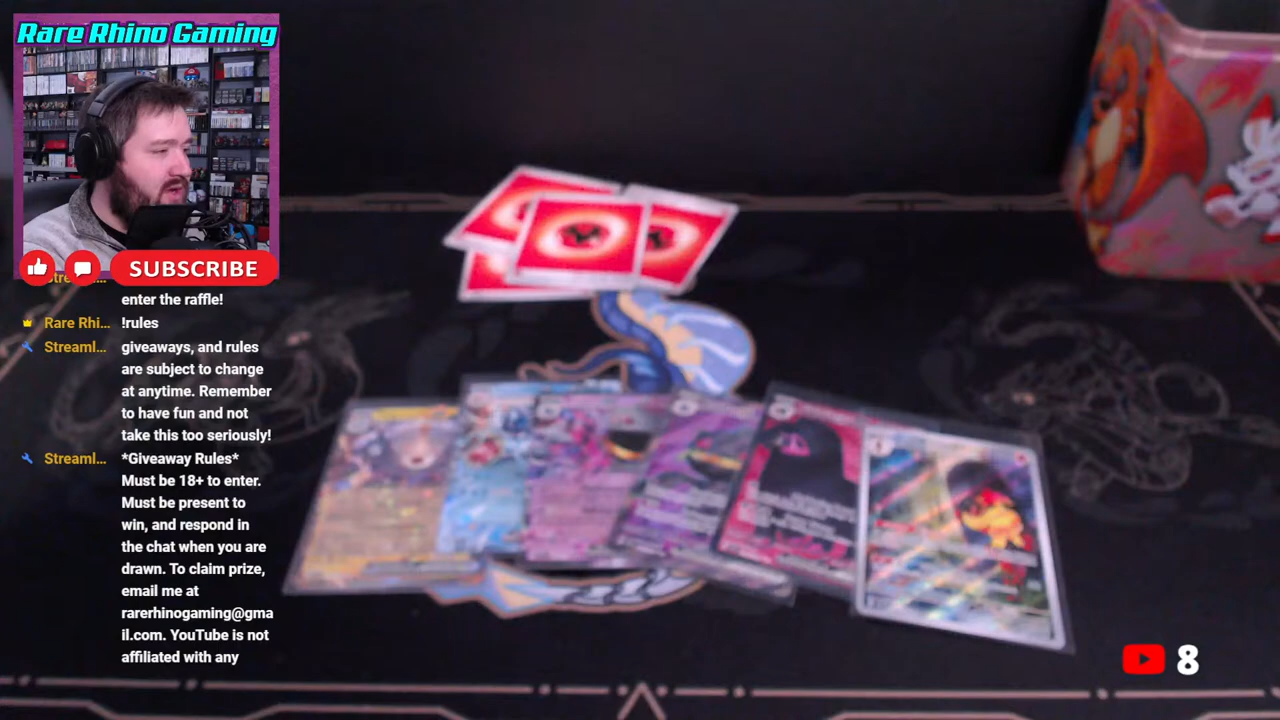 Rare Rhino Gaming
SUBSCRIBE
enter the raffle!
Rare Rhi... !rules
Streaml... giveaways, and rules
are subject to change
at anytime. Remember
to have fun and not
take this too seriously!
Streaml... *Giveaway Rules*
Must be 18+ to enter.
Must be present to
win, and respond in
the chat when you are
drawn. To claim prize,
email me at
rarerhinogaming@gma
il.com. YouTube is not
affiliated with any
8